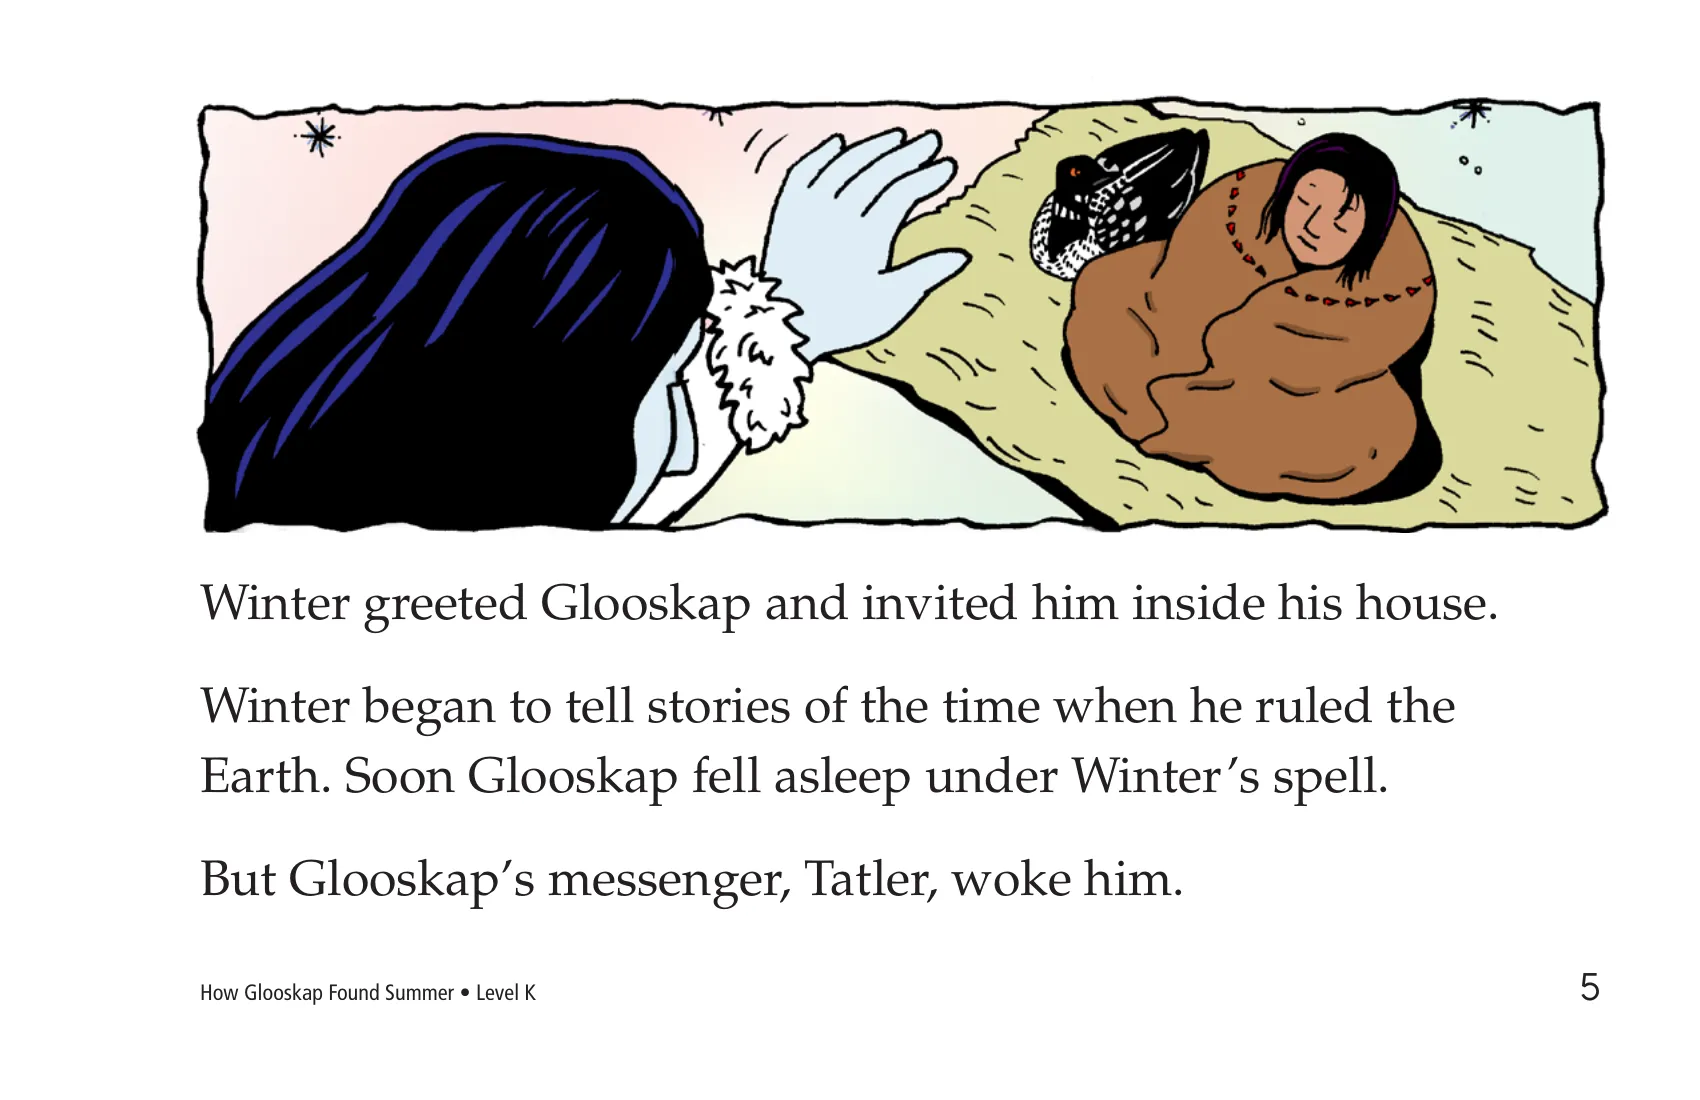 Winter greeted Glooskap and invited him inside his house.
Winter began to tell stories of the time when he ruled the
Earth. Soon Glooskap fell asleep under Winter’s spell.
But Glooskap’s messenger, Tatler, woke him.
How Glooskap Found Summer • Level K
5